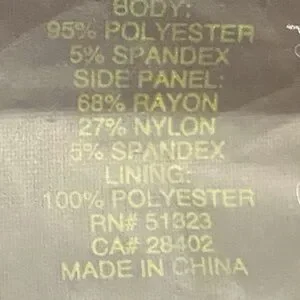 BODY:
95% POLYESTER
5% SPANDEX
SIDE PANEL:
68% RAYON
27% NYLON
5% SPANDEX
LINING:
100% POLYESTER
RN# 51323
CA# 28402
MADE IN CHINA